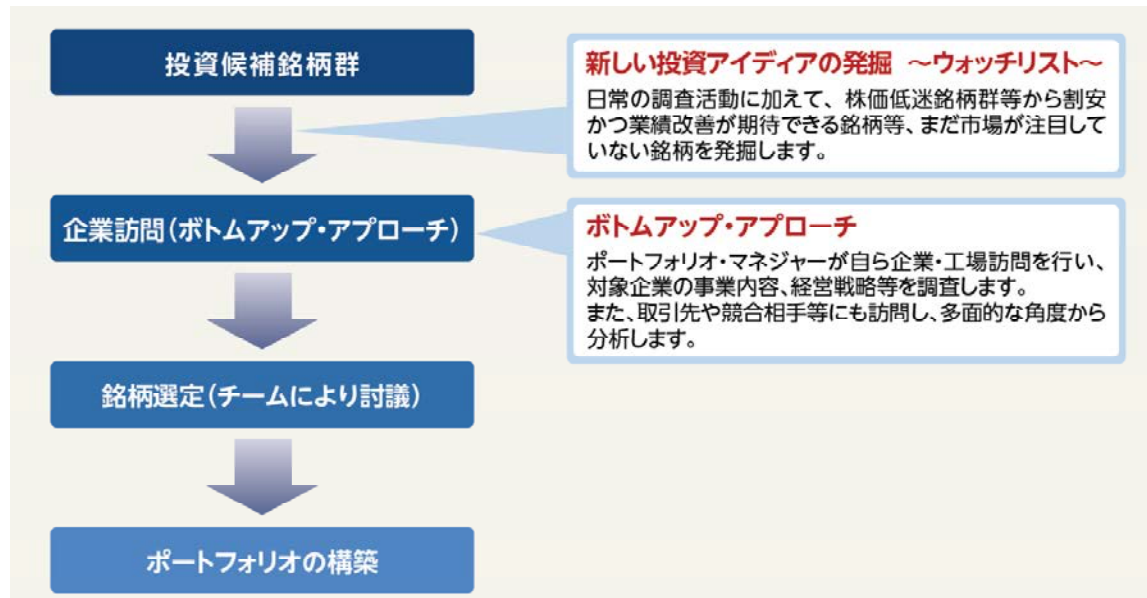 投資候補銘柄群
新しい投資アイディアの発掘 ～ウォッチリスト～
日常の調査活動に加えて、株価低迷銘柄群等から割安
かつ業績改善が期待できる銘柄等、まだ市場が注目して
いない銘柄を発掘します。
企業訪問(ボトムアップ・アプローチ)
ボトムアップ・アプローチ
ポートフォリオ・マネジャーが自ら企業・工場訪問を行い、
対象企業の事業内容、経営戦略等を調査します。
また、取引先や競合相手等にも訪問し、多面的な角度から
分析します。
銘柄選定(チームにより討議)
ポートフォリオの構築